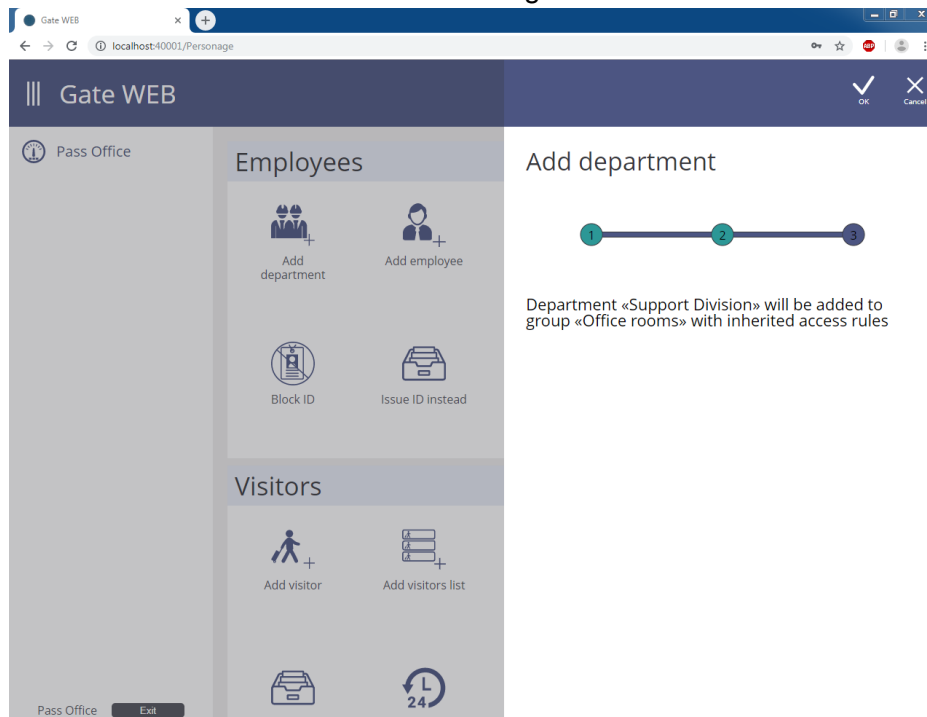 Gate WEB
localhost:40001/Personage
ABP
Gate WEB
OK
Cancel
Pass Office
Employees
Add department
Add employee
Block ID
Issue ID instead
Visitors
Add visitor
Add visitors list
24
Pass Office
Exit
Add department
1 2 3
Department «Support Division» will be added to
group «Office rooms» with inherited access rules